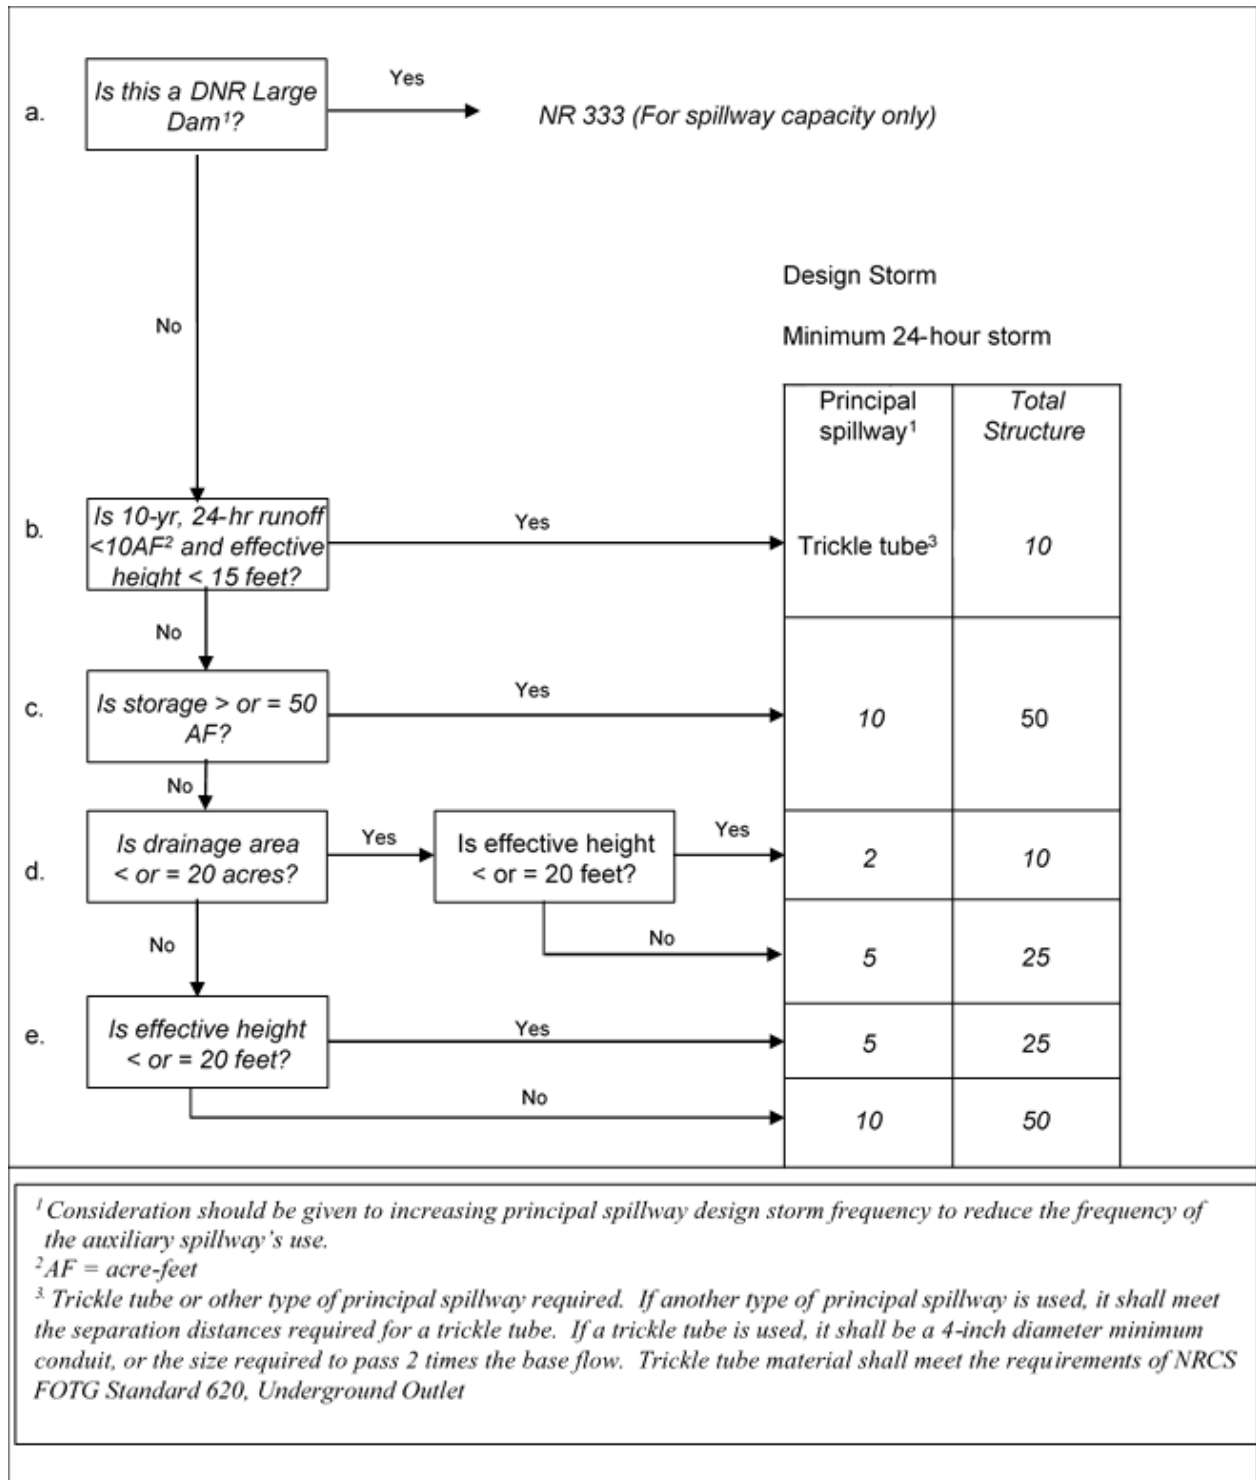 a.
Is this a DNR Large
Dam¹?
Yes
NR 333 (For spillway capacity only)
No
Design Storm
Minimum 24-hour storm
Principal
spillway¹
Total
Structure
b.
Is 10-yr, 24-hr runoff
<10AF² and effective
height < 15 feet?
Yes
Trickle tube³
10
No
c.
Is storage > or = 50
AF?
Yes
10
50
No
d.
Is drainage area
< or = 20 acres?
Yes
Is effective height
< or = 20 feet?
Yes
2
10
No
No
5
25
e.
Is effective height
< or = 20 feet?
Yes
5
25
No
10
50
¹ Consideration should be given to increasing principal spillway design storm frequency to reduce the frequency of
the auxiliary spillway's use.
² AF = acre-feet
³. Trickle tube or other type of principal spillway required. If another type of principal spillway is used, it shall meet
the separation distances required for a trickle tube. If a trickle tube is used, it shall be a 4-inch diameter minimum
conduit, or the size required to pass 2 times the base flow. Trickle tube material shall meet the requirements of NRCS
FOTG Standard 620, Underground Outlet